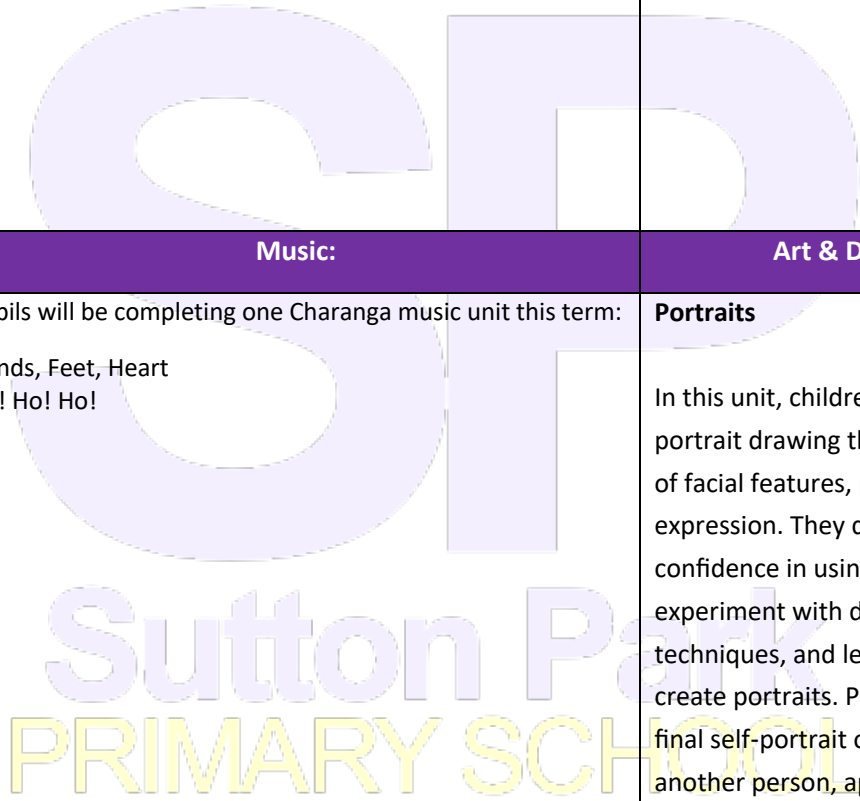 SP
Music:
Art & D
pils will be completing one Charanga music unit this term:
nds, Feet, Heart
! Ho! Ho!
Portraits
In this unit, childre
portrait drawing th
of facial features,
expression. They d
confidence in usin
experiment with d
techniques, and le
create portraits. P
final self-portrait o
another person, ap
Sutton Park
PRIMARY SCHOOL